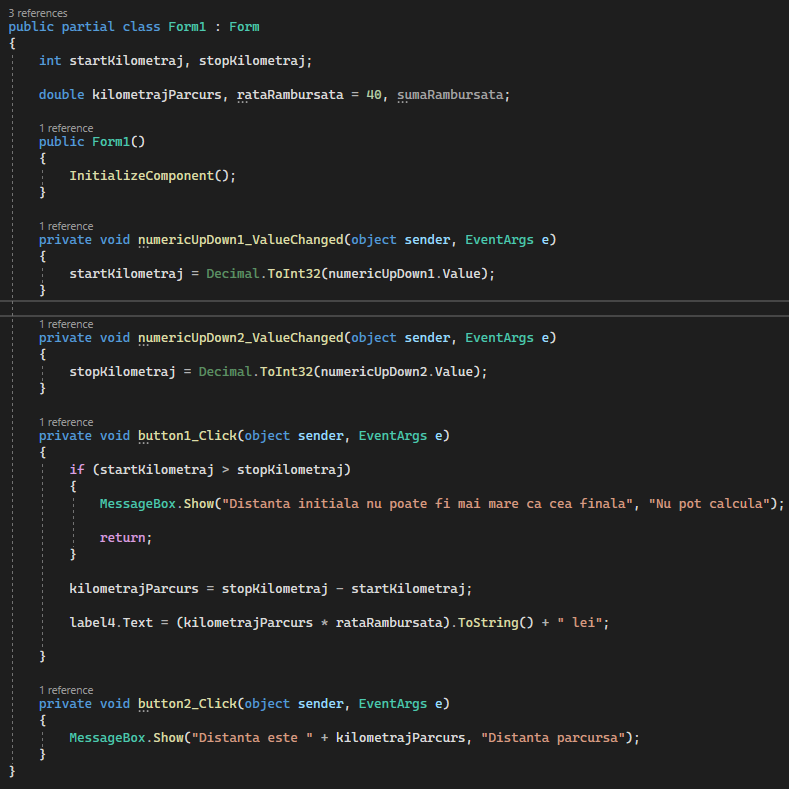 3 references
public partial class Form1 : Form
{
int startKilometraj, stopKilometraj;
double kilometrajParcurs, rataRambursata = 40, sumaRambursata;
1 reference
public Form1()
{
InitializeComponent();
}
1 reference
private void numericUpDown1_ValueChanged(object sender, EventArgs e)
{
startKilometraj = Decimal.ToInt32(numericUpDown1.Value);
}
1 reference
private void numericUpDown2_ValueChanged(object sender, EventArgs e)
{
stopKilometraj = Decimal.ToInt32(numericUpDown2.Value);
}
1 reference
private void button1_Click(object sender, EventArgs e)
{
if (startKilometraj > stopKilometraj)
{
MessageBox.Show("Distanta initiala nu poate fi mai mare ca cea finala", "Nu pot calcula");
return;
}
kilometrajParcurs = stopKilometraj - startKilometraj;
label4.Text = (kilometrajParcurs * rataRambursata).ToString() + " lei";
}
1 reference
private void button2_Click(object sender, EventArgs e)
{
MessageBox.Show("Distanta este " + kilometrajParcurs, "Distanta parcursa");
}
}